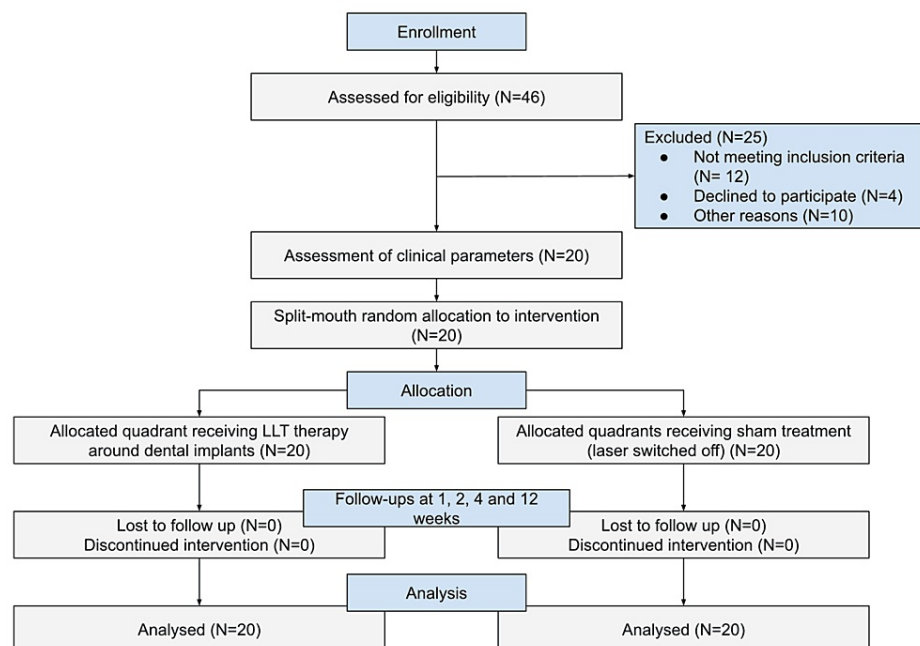 Enrollment
Assessed for eligibility (N=46)
Excluded (N=25)
● Not meeting inclusion criteria
(N= 12)
● Declined to participate (N=4)
● Other reasons (N=10)
Assessment of clinical parameters (N=20)
Split-mouth random allocation to intervention
(N=20)
Allocation
Allocated quadrant receiving LLT therapy
around dental implants (N=20)
Allocated quadrants receiving sham treatment
(laser switched off) (N=20)
Follow-ups at 1, 2, 4 and 12
weeks
Lost to follow up (N=0)
Discontinued intervention (N=0)
Lost to follow up (N=0)
Discontinued intervention (N=0)
Analysis
Analysed (N=20)
Analysed (N=20)